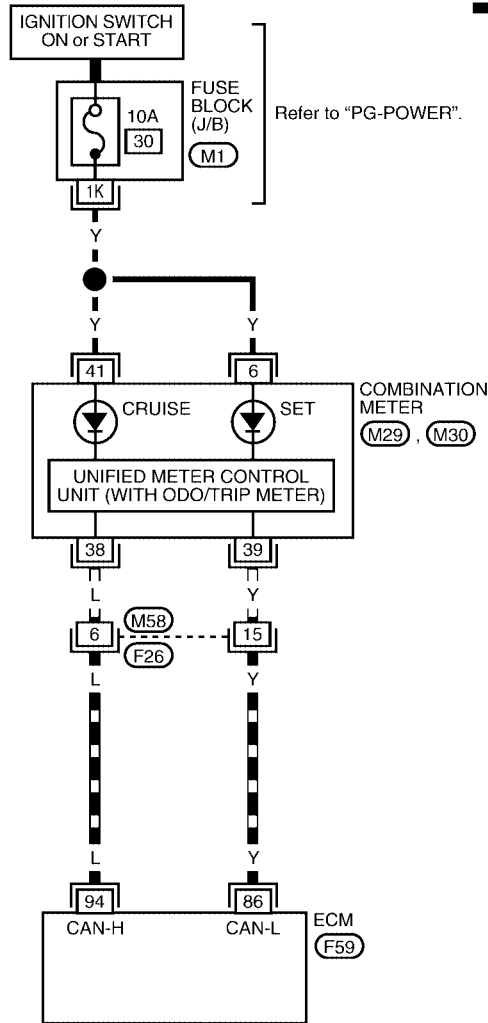 IGNITION SWITCH
ON or START
FUSE
BLOCK
(J/B)
10A
30
M1
Refer to “PG-POWER”.
1K
Y
Y
Y
41
6
CRUISE
SET
COMBINATION
METER
M29 , M30
UNIFIED METER CONTROL
UNIT (WITH ODO/TRIP METER)
38
39
L
Y
6
M58
F26
15
L
Y
L
Y
94
86
CAN-H
CAN-L
ECM
F59